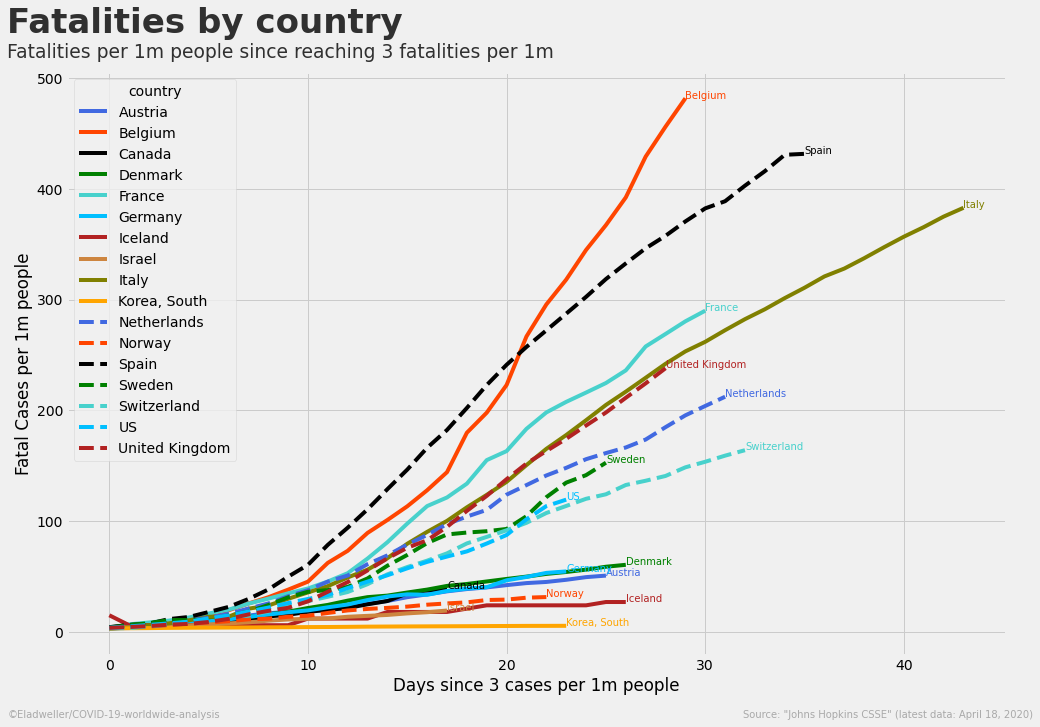 Fatalities by country
Fatalities per 1m people since reaching 3 fatalities per 1m
500
400
300
200
100
0
Fatal Cases per 1m people
country
Austria
Belgium
Canada
Denmark
France
Germany
Iceland
Israel
Italy
Korea, South
Netherlands
Norway
Spain
Sweden
Switzerland
US
United Kingdom
Belgium
Spain
Italy
France
United Kingdom
Netherlands
Switzerland
Sweden
US
Denmark
Germany
Austria
Canada
Norway
Iceland
Israel
Korea, South
0 10 20 30 40
Days since 3 cases per 1m people
©Eladweller/COVID-19-worldwide-analysis
Source: "Johns Hopkins CSSE" (latest data: April 18, 2020)